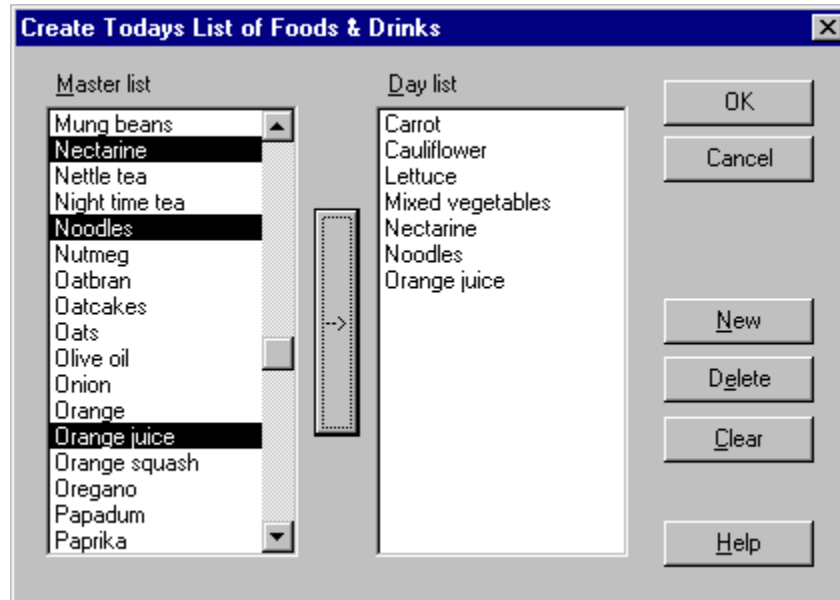 Create Todays List of Foods & Drinks
Master list
Mung beans
Nectarine
Nettle tea
Night time tea
Noodles
Nutmeg
Oatbran
Oatcakes
Oats
Olive oil
Onion
Orange
Orange juice
Orange squash
Oregano
Papadum
Paprika
-->
Day list
Carrot
Cauliflower
Lettuce
Mixed vegetables
Nectarine
Noodles
Orange juice
OK
Cancel
New
Delete
Clear
Help